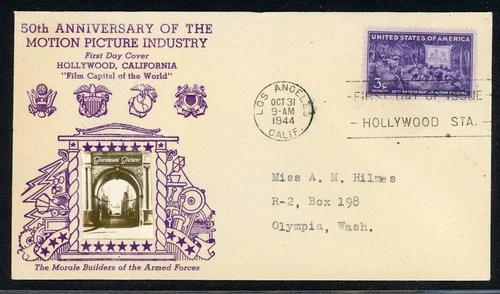 50th ANNIVERSARY OF THE
MOTION PICTURE INDUSTRY
First Day Cover
HOLLYWOOD, CALIFORNIA
"Film Capital of the World"
Paramount Pictures
The Morale Builders of the Armed Forces
UNITED STATES OF AMERICA
3¢
LOS ANGELES
OCT 31
9-AM
1944
CALIF.
FIRST DAY OF ISSUE
HOLLYWOOD STA.
Miss A. M. Hilmes
R-2, Box 198
Olympia, Wash.